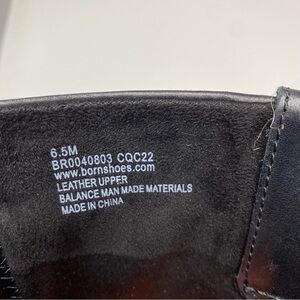 6.5M
BR0040803 CQC22
www.bornshoes.com
LEATHER UPPER
BALANCE MAN MADE MATERIALS
MADE IN CHINA